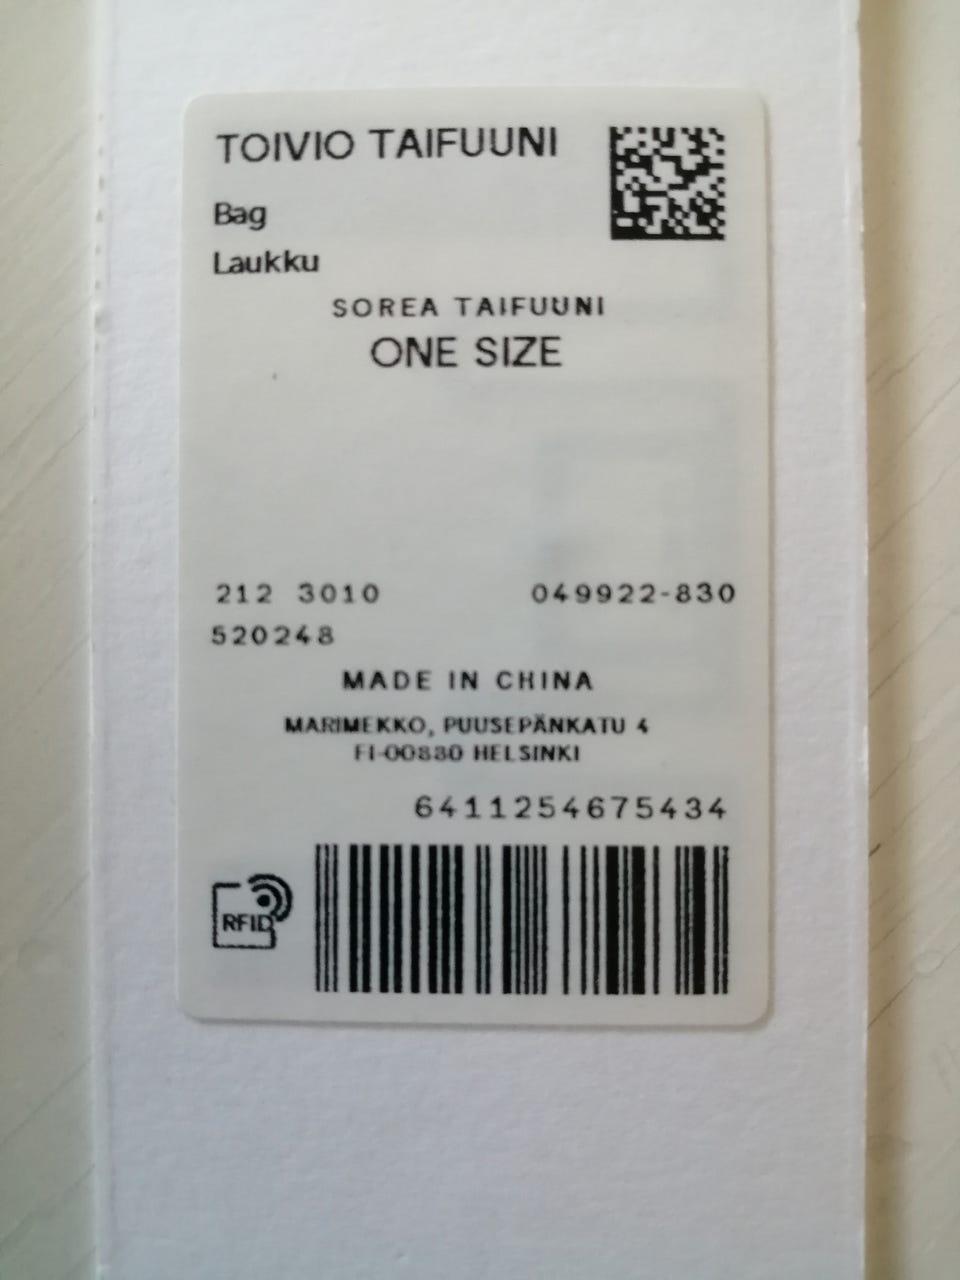 TOIVIO TAIFUUNI
Bag
Laukku
SOREA TAIFUUNI
ONE SIZE
212 3010 049922-830
520248
MADE IN CHINA
MARIMEKKO, PUUSEPÄNKATU 4
FI-00880 HELSINKI
6411254675434
RFID